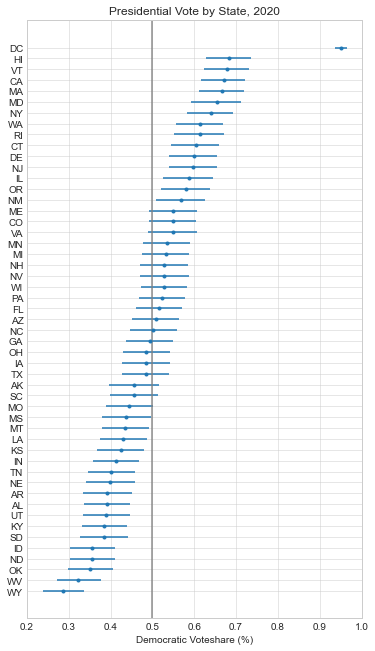 Presidential Vote by State, 2020
DC
HI
VT
CA
MA
MD
NY
WA
RI
CT
DE
NJ
IL
OR
NM
ME
CO
VA
MN
MI
NH
NV
WI
PA
FL
AZ
NC
GA
OH
IA
TX
AK
SC
MO
MS
MT
LA
KS
IN
TN
NE
AR
AL
UT
KY
SD
ID
ND
OK
WV
WY
0.2 0.3 0.4 0.5 0.6 0.7 0.8 0.9 1.0
Democratic Voteshare (%)